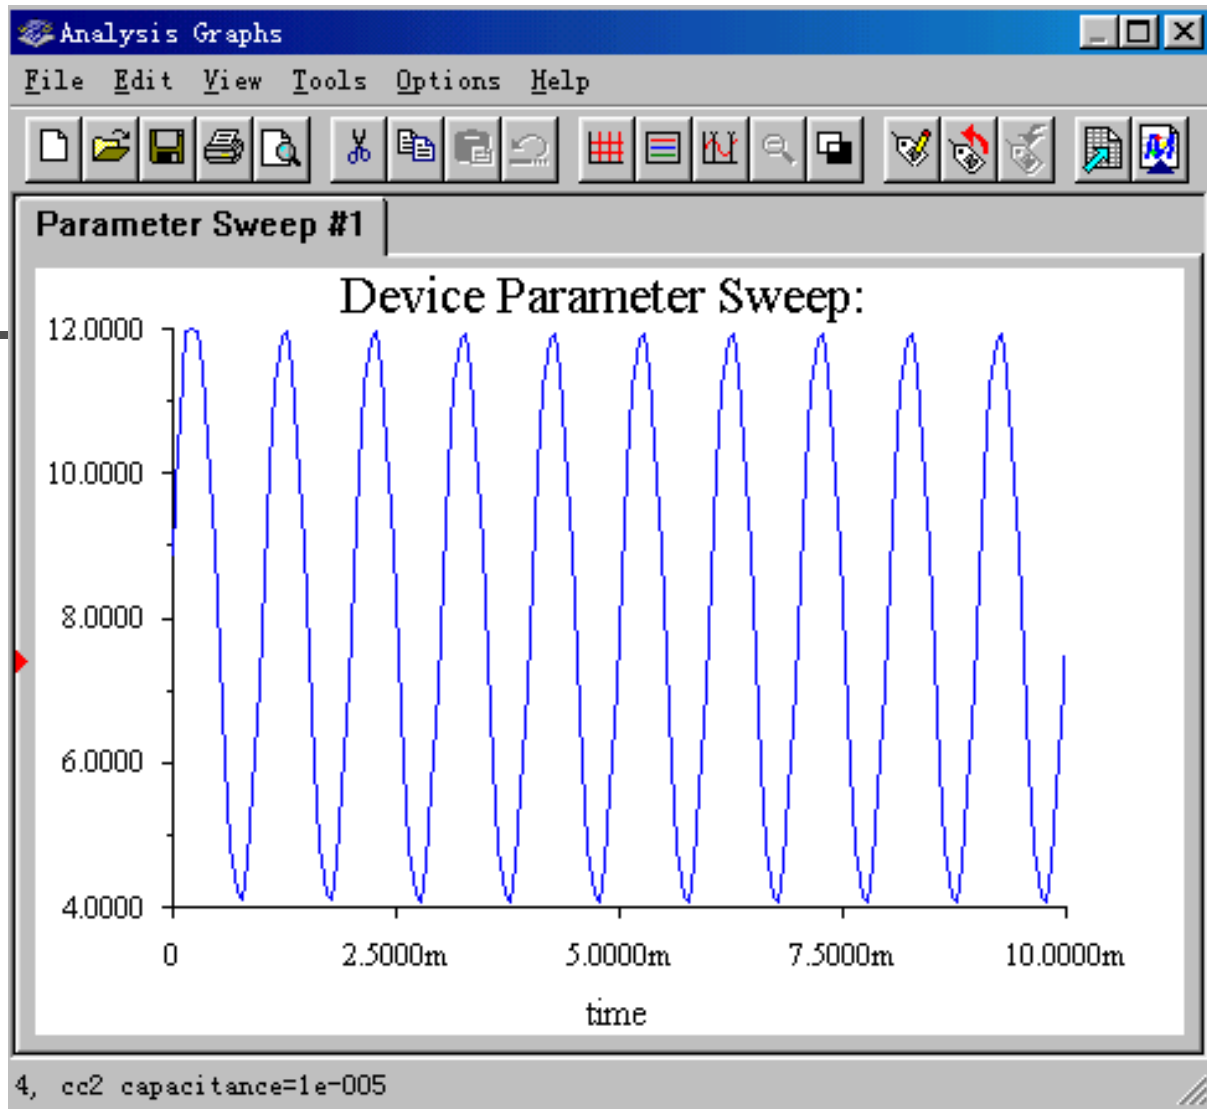 Analysis Graphs
File Edit View Tools Options Help
Parameter Sweep #1
Device Parameter Sweep:
12.0000
10.0000
8.0000
6.0000
4.0000
0 2.5000m 5.0000m 7.5000m 10.0000m
time
4, cc2 capacitance=1e-005